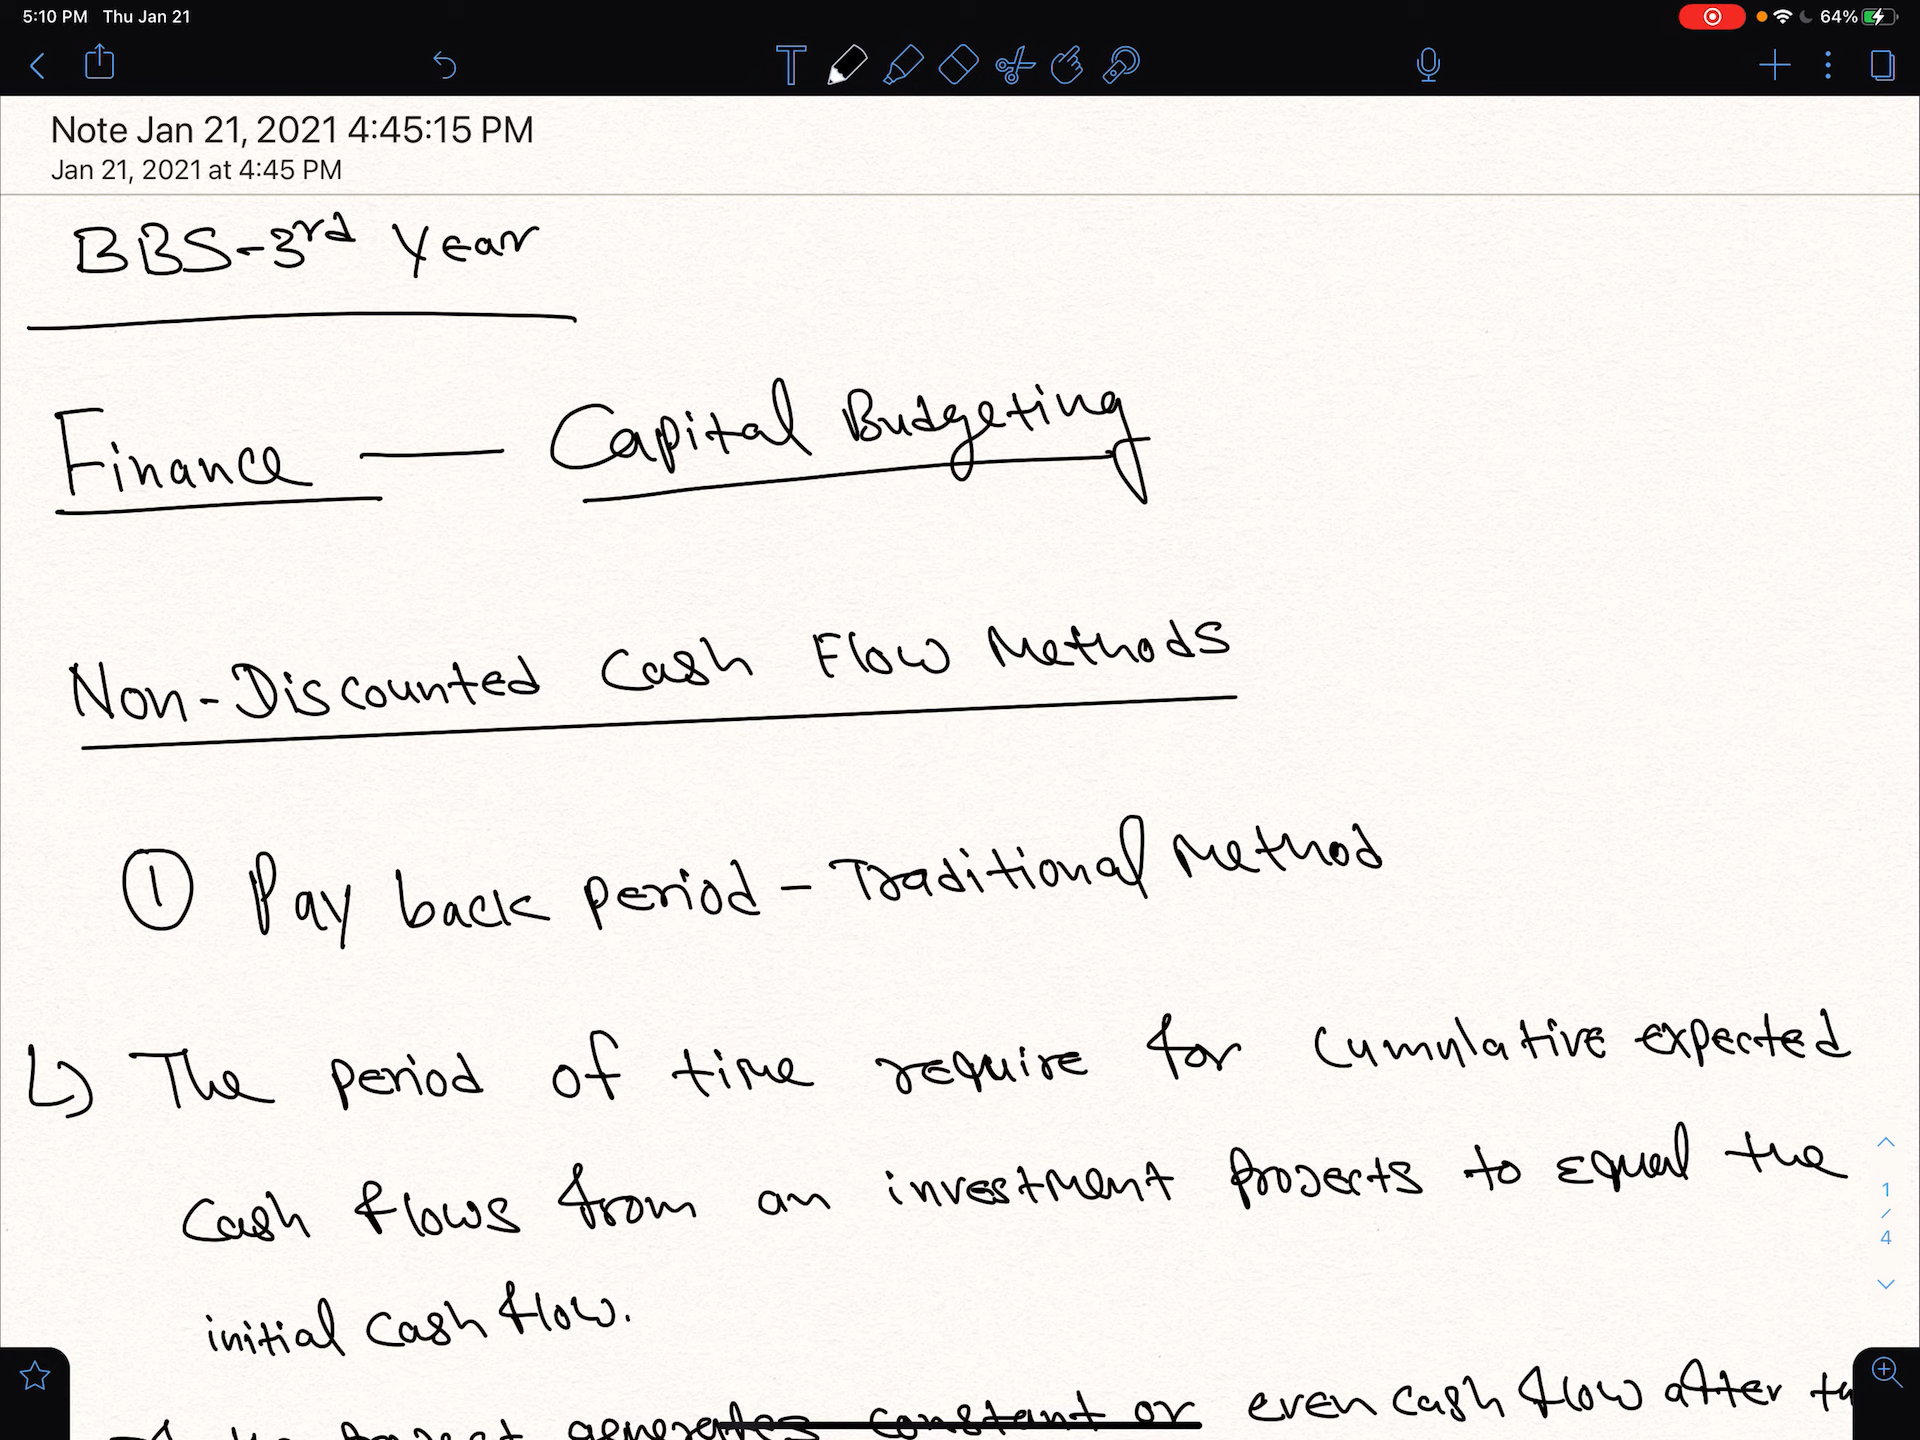 5:10 PM Thu Jan 21
64%
Note Jan 21, 2021 4:45:15 PM
Jan 21, 2021 at 4:45 PM
BBS-3rd Year
Finance — Capital Budgeting
Non-Discounted Cash Flow Methods
① Pay back period - Traditional Method
↳ The period of time require for cumulative expected
cash flows from an investment projects to equal the
initial cash flow.
generates constant or even cash flow after
1
/
4